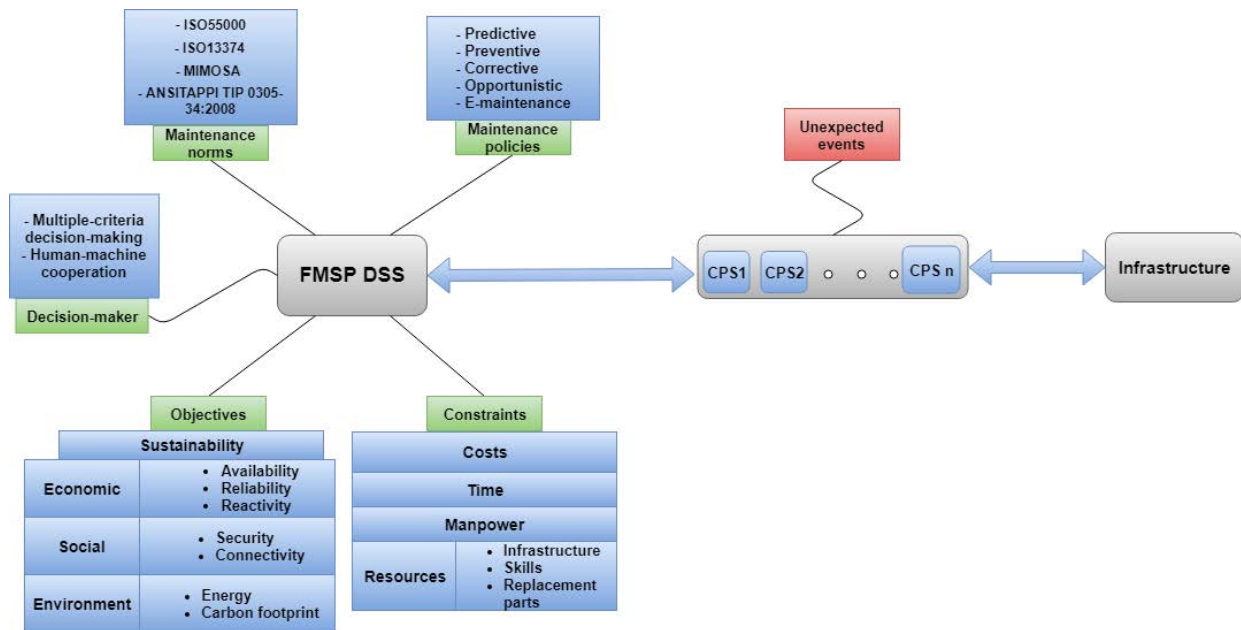 - ISO55000
- ISO13374
- MIMOSA
- ANSITAPPI TIP 0305-
34:2008
Maintenance
norms
- Predictive
- Preventive
- Corrective
- Opportunistic
- E-maintenance
Maintenance
policies
Unexpected
events
- Multiple-criteria
decision-making
- Human-machine
cooperation
Decision-maker
FMSP DSS
CPS1
CPS2
CPS n
Infrastructure
Objectives
Sustainability
Economic
• Availability
• Reliability
• Reactivity
Social
• Security
• Connectivity
Environment
• Energy
• Carbon footprint
Constraints
Costs
Time
Manpower
Resources
• Infrastructure
• Skills
• Replacement
parts